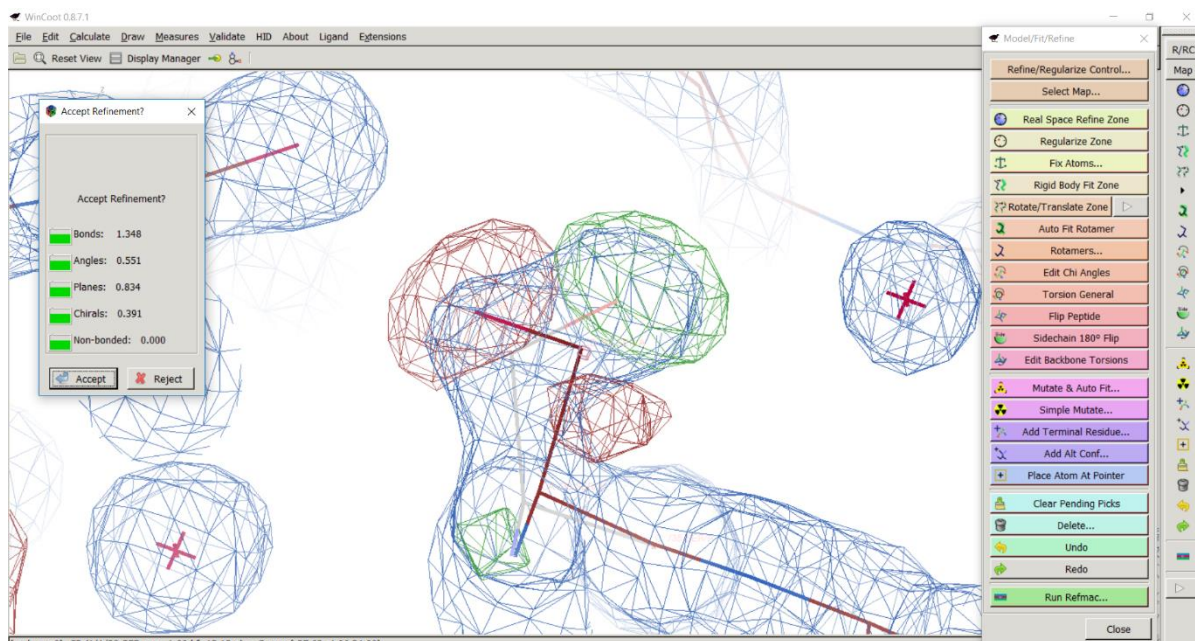 WinCoot 0.8.7.1
File Edit Calculate Draw Measures Validate HID About Ligand Extensions
Reset View Display Manager
Accept Refinement?
Accept Refinement?
Bonds: 1.348
Angles: 0.551
Planes: 0.834
Chirals: 0.391
Non-bonded: 0.000
Accept Reject
Model/Fit/Refine
Refine/Regularize Control...
Select Map...
Real Space Refine Zone
Regularize Zone
Fix Atoms...
Rigid Body Fit Zone
Rotate/Translate Zone
Auto Fit Rotamer
Rotamers...
Edit Chi Angles
Torsion General
Flip Peptide
Sidechain 180° Flip
Edit Backbone Torsions
Mutate & Auto Fit...
Simple Mutate...
Add Terminal Residue...
Add Alt Conf...
Place Atom At Pointer
Clear Pending Picks
Delete...
Undo
Redo
Run Refmac...
Close
R/RC
Map